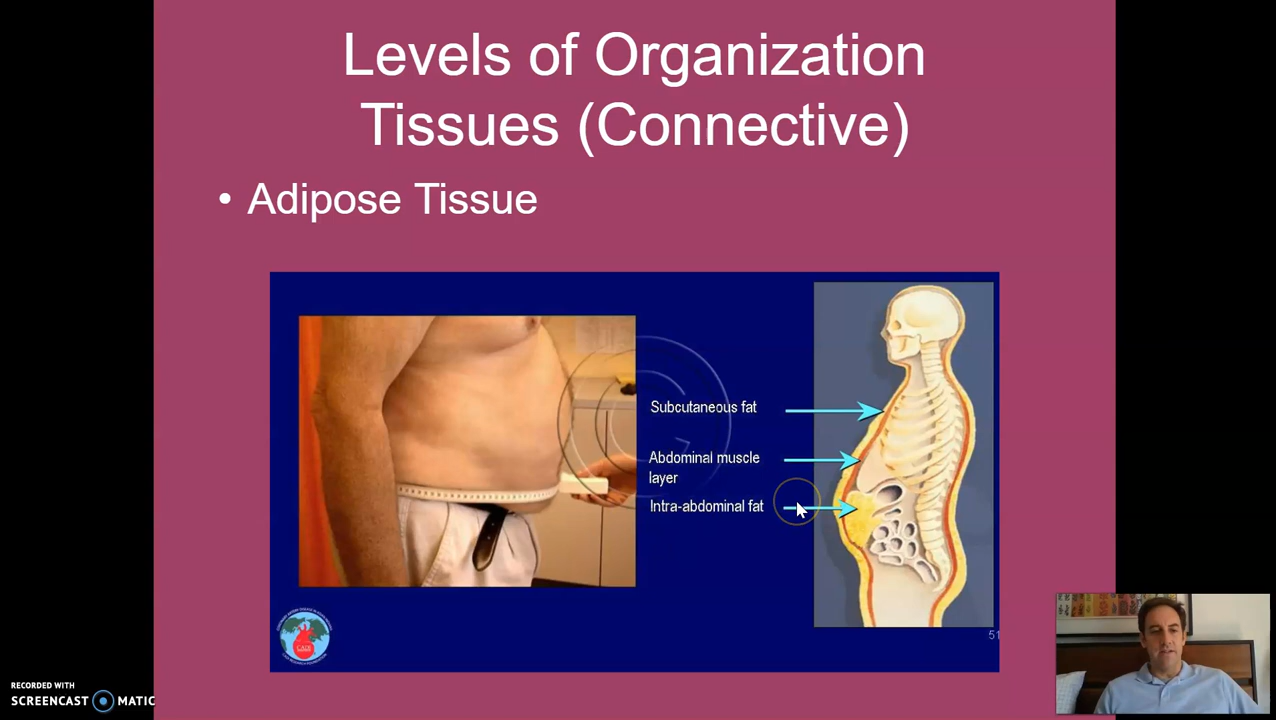 Levels of Organization
Tissues (Connective)
• Adipose Tissue
Subcutaneous fat
Abdominal muscle
layer
Intra-abdominal fat
51
CADI
RECORDED WITH
SCREENCAST MATIC